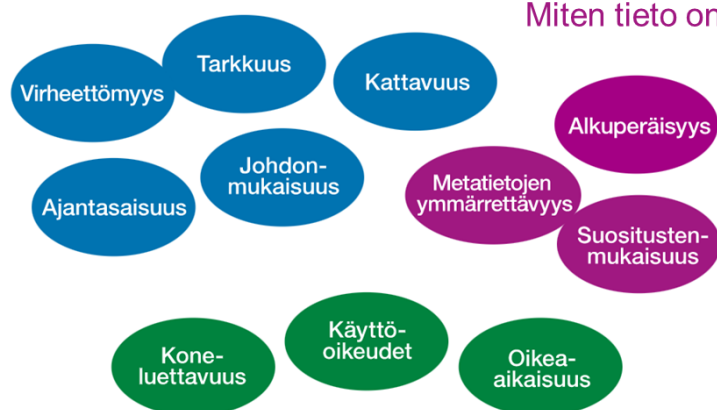 Miten tieto on
Virheettömyys
Tarkkuus
Kattavuus
Ajantasaisuus
Johdon-
mukaisuus
Alkuperäisyys
Metatietojen
ymmärrettävyys
Suositusten-
mukaisuus
Kone-
luettavuus
Käyttö-
oikeudet
Oikea-
aikaisuus